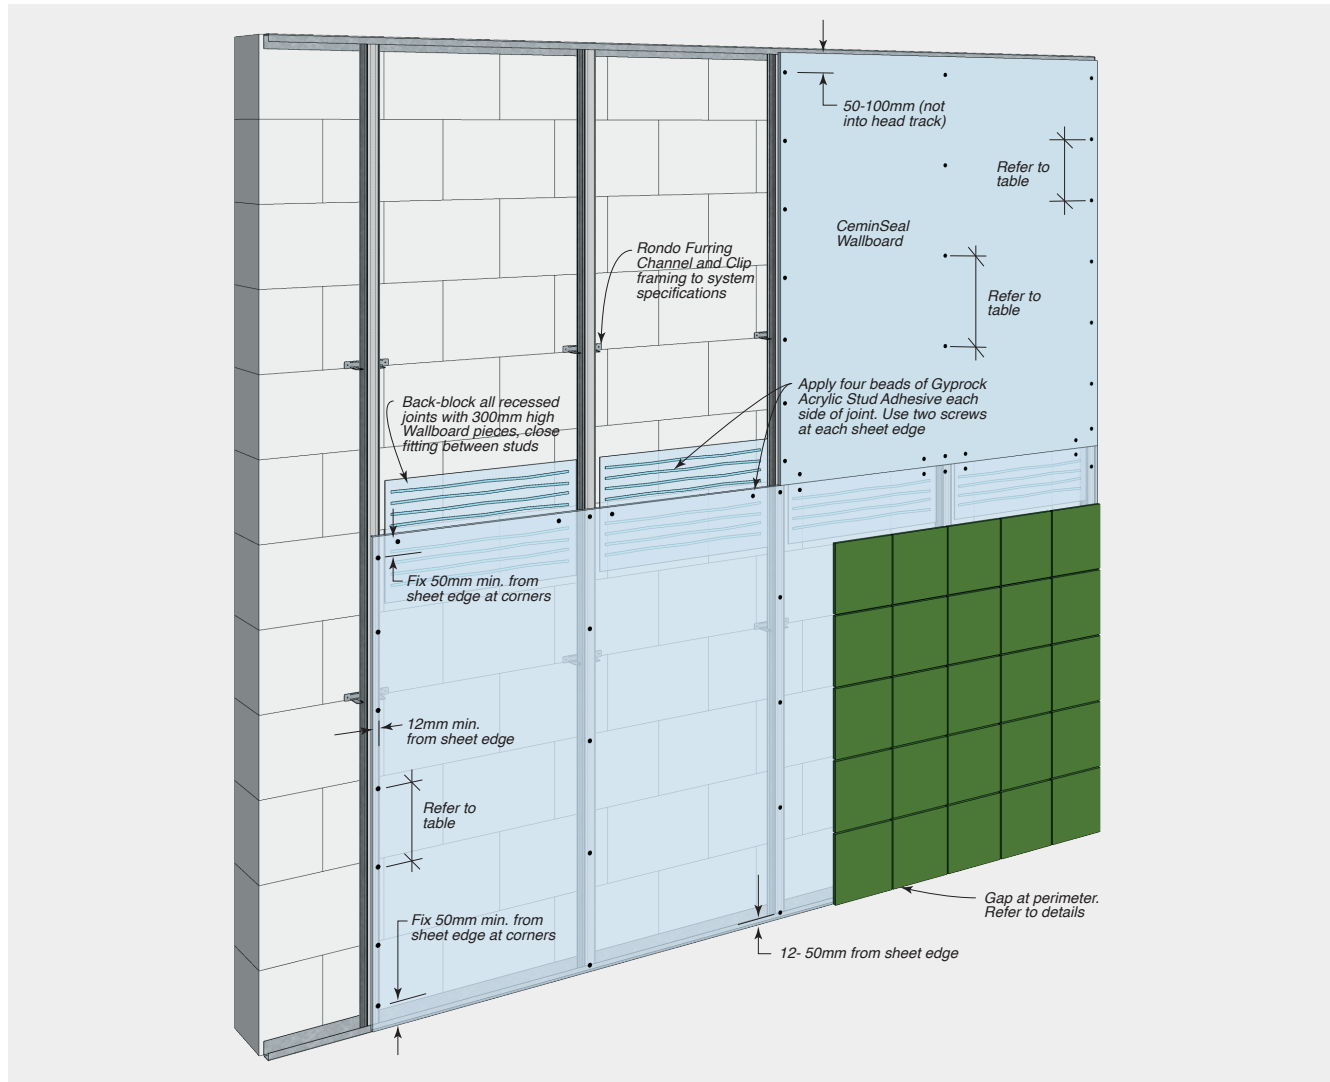 50-100mm (not
into head track)
Refer to
table
CeminSeal
Wallboard
Rondo Furring
Channel and Clip
framing to system
specifications
Refer to
table
Back-block all recessed
joints with 300mm high
Wallboard pieces, close
fitting between studs
Apply four beads of Gyprock
Acrylic Stud Adhesive each
side of joint. Use two screws
at each sheet edge
Fix 50mm min. from
sheet edge at corners
12mm min.
from sheet edge
Refer to
table
Fix 50mm min. from
sheet edge at corners
Gap at perimeter.
Refer to details
12- 50mm from sheet edge